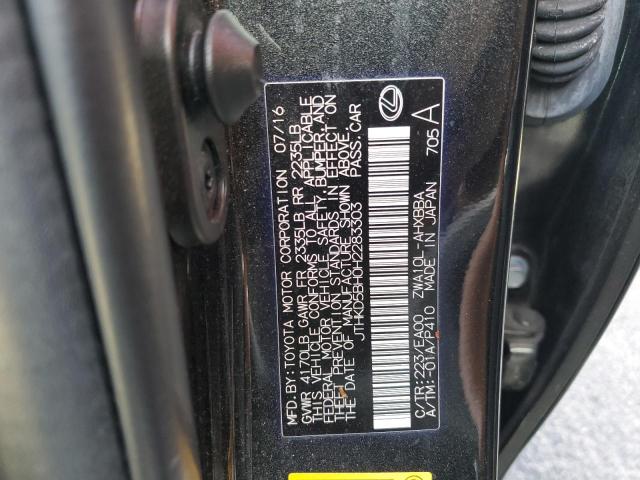 MFD.BY:TOYOTA MOTOR CORPORATION 07/16
GVWR 4170LB GAWR FR 2335LB RR 2235LB
THIS VEHICLE CONFORMS TO ALL APPLICABLE
FEDERAL MOTOR VEHICLE SAFETY, BUMPER, AND
THEFT PREVENTION STANDARDS IN EFFECT ON
THE DATE OF MANUFACTURE SHOWN ABOVE.
JTHKD5BH0H2283303 PASS.CAR
C/TR:223/EA00 ZWA10L-AHXBBA 705 A
A/TM:-01A/P410 MADE IN JAPAN